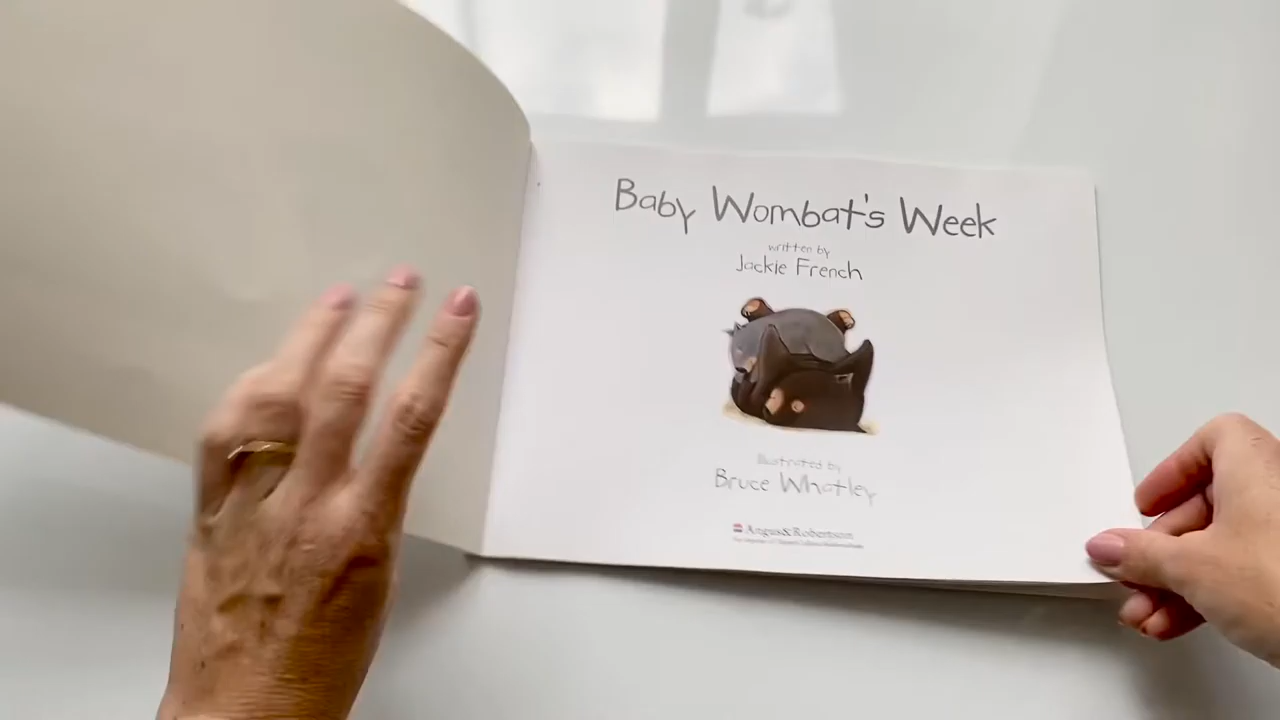 Baby Wombat's Week
written by
Jackie French
illustrated by
Bruce Whatley
Angus&Robertson